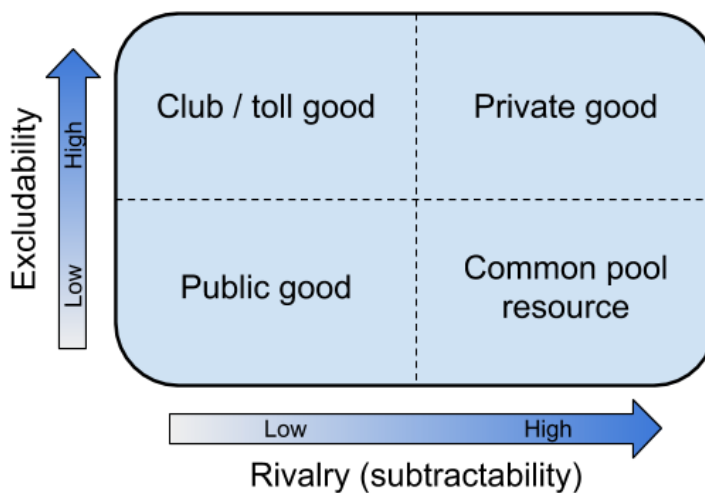 Excludability
High
Low
Club / toll good
Private good
Public good
Common pool
resource
Low
High
Rivalry (subtractability)